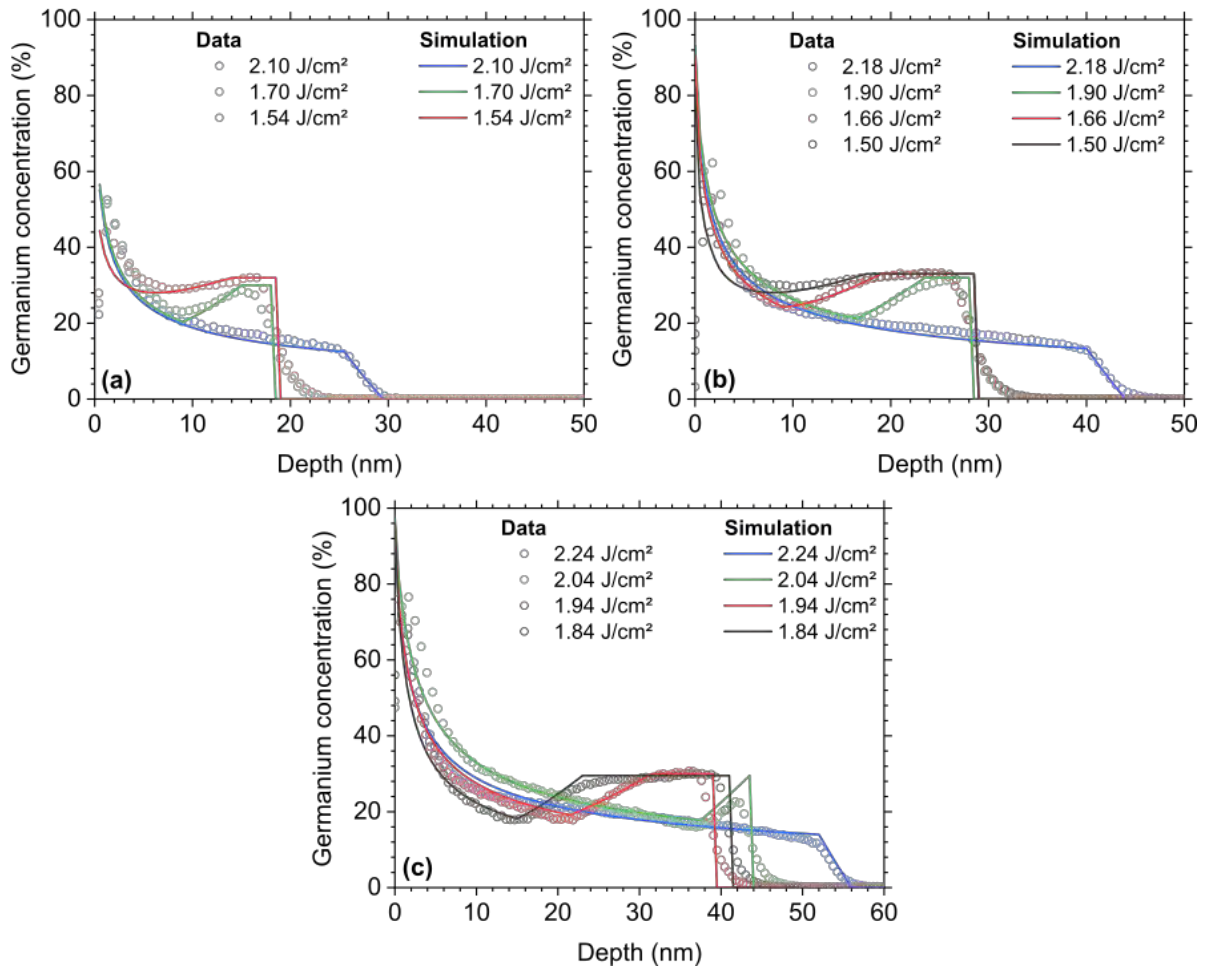 Germanium concentration (%)
100
80
60
40
20
0
Data Simulation
2.10 J/cm² 2.10 J/cm²
1.70 J/cm² 1.70 J/cm²
1.54 J/cm² 1.54 J/cm²
(a)
0 10 20 30 40 50
Depth (nm)
Germanium concentration (%)
100
80
60
40
20
0
Data Simulation
2.18 J/cm² 2.18 J/cm²
1.90 J/cm² 1.90 J/cm²
1.66 J/cm² 1.66 J/cm²
1.50 J/cm² 1.50 J/cm²
(b)
0 10 20 30 40 50
Depth (nm)
Germanium concentration (%)
100
80
60
40
20
0
Data Simulation
2.24 J/cm² 2.24 J/cm²
2.04 J/cm² 2.04 J/cm²
1.94 J/cm² 1.94 J/cm²
1.84 J/cm² 1.84 J/cm²
(c)
0 10 20 30 40 50 60
Depth (nm)